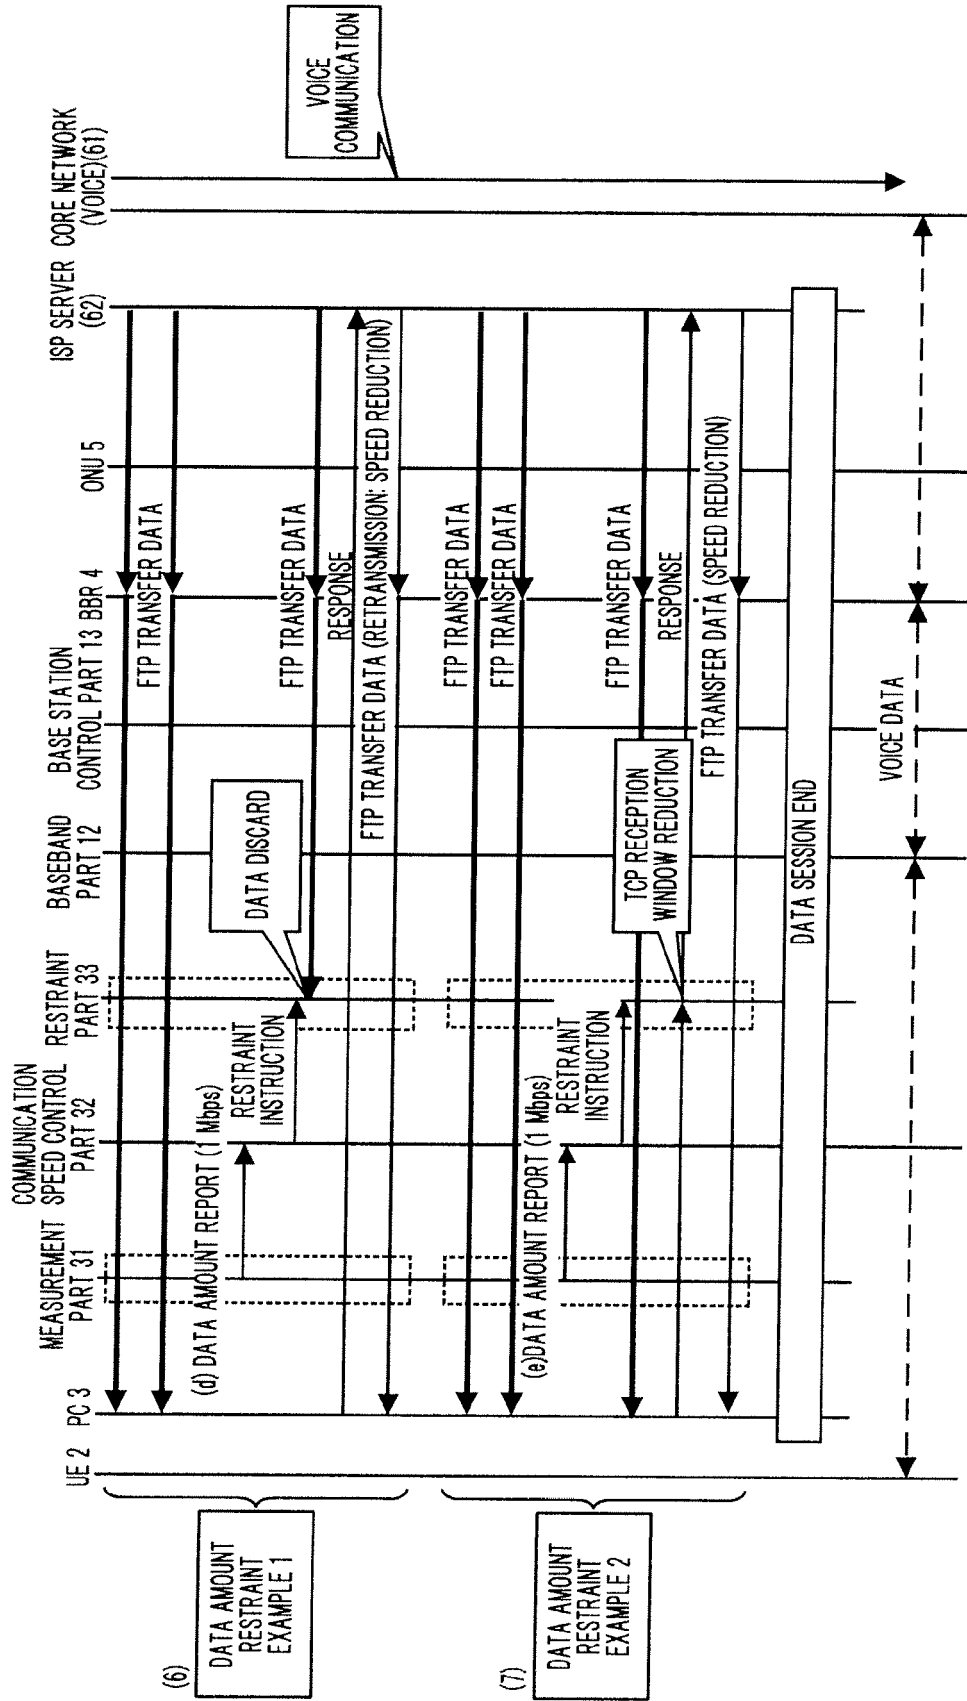 UE 2
PC 3
MEASUREMENT
PART 31
COMMUNICATION
SPEED CONTROL
PART 32
RESTRAINT
PART 33
BASEBAND
PART 12
BASE STATION
CONTROL PART 13
BBR 4
ONU 5
ISP SERVER
(62)
CORE NETWORK
(VOICE)(61)
(6)
DATA AMOUNT
RESTRAINT
EXAMPLE 1
FTP TRANSFER DATA
(d) DATA AMOUNT REPORT (1 Mbps)
RESTRAINT
INSTRUCTION
DATA DISCARD
FTP TRANSFER DATA
RESPONSE
FTP TRANSFER DATA (RETRANSMISSION: SPEED REDUCTION)
VOICE
COMMUNICATION
(7)
DATA AMOUNT
RESTRAINT
EXAMPLE 2
FTP TRANSFER DATA
FTP TRANSFER DATA
(e)DATA AMOUNT REPORT (1 Mbps)
RESTRAINT
INSTRUCTION
FTP TRANSFER DATA
TCP RECEPTION
WINDOW REDUCTION
RESPONSE
FTP TRANSFER DATA (SPEED REDUCTION)
DATA SESSION END
VOICE DATA